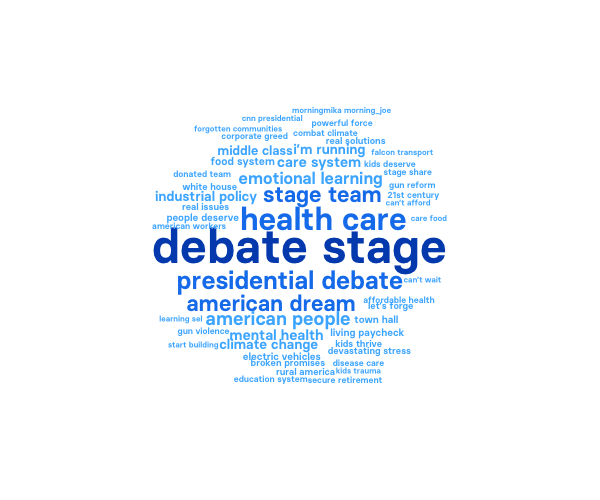 morningmika morning_joe
cnn presidential
powerful force
forgotten communities
combat climate
corporate greed
real solutions
middle class
i'm running
falcon transport
food system
care system
kids deserve
donated team
emotional learning
stage share
white house
gun reform
industrial policy
stage team
21st century
real issues
can't afford
people deserve
health care
care food
american workers
debate stage
presidential debate
can't wait
american dream
affordable health
let's forge
learning sel
american people
town hall
gun violence
mental health
living paycheck
start building
climate change
kids thrive
devastating stress
electric vehicles
broken promises
disease care
rural america
kids trauma
education system
secure retirement